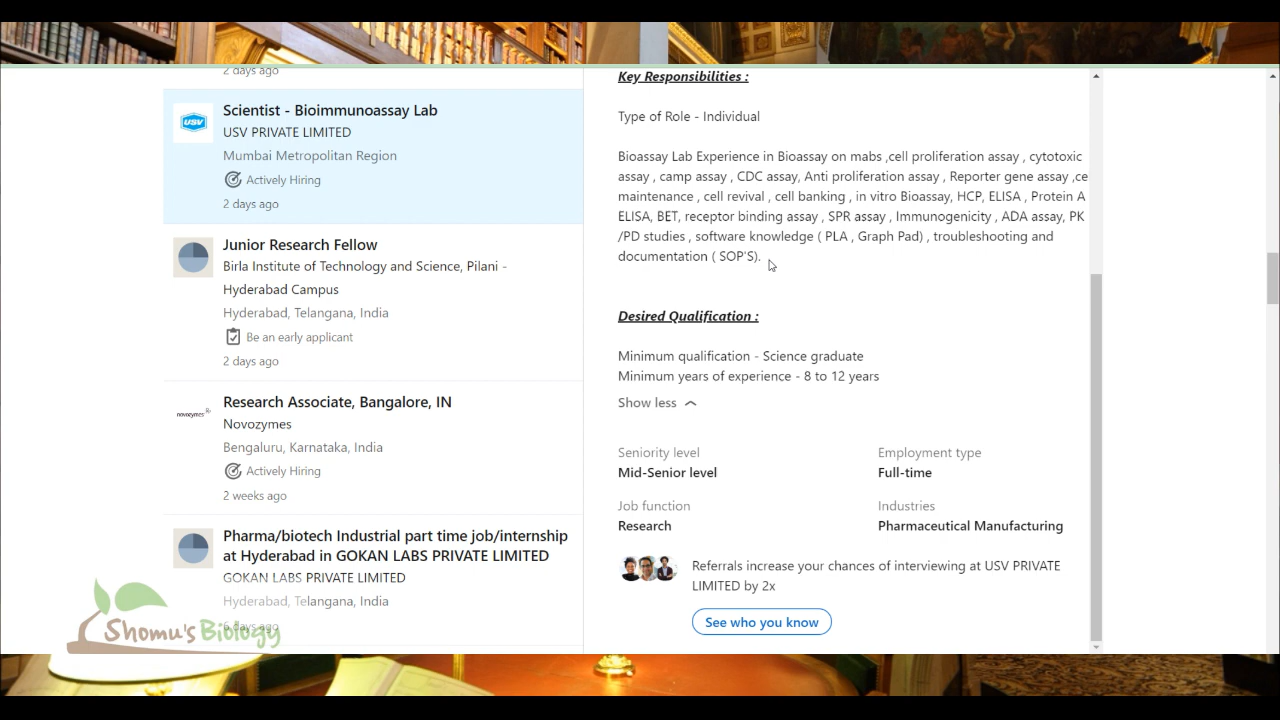 2 days ago
Scientist - Bioimmunoassay Lab
USV
USV PRIVATE LIMITED
Mumbai Metropolitan Region
Actively Hiring
2 days ago
Junior Research Fellow
Birla Institute of Technology and Science, Pilani -
Hyderabad Campus
Hyderabad, Telangana, India
Be an early applicant
2 days ago
Research Associate, Bangalore, IN
novozymes
Novozymes
Bengaluru, Karnataka, India
Actively Hiring
2 weeks ago
Pharma/biotech Industrial part time job/internship
at Hyderabad in GOKAN LABS PRIVATE LIMITED
GOKAN LABS PRIVATE LIMITED
Hyderabad, Telangana, India
6 days ago
Shomu's Biology
Key Responsibilities :
Type of Role - Individual
Bioassay Lab Experience in Bioassay on mabs ,cell proliferation assay , cytotoxic
assay , camp assay , CDC assay, Anti proliferation assay , Reporter gene assay ,ce
maintenance , cell revival , cell banking , in vitro Bioassay, HCP, ELISA , Protein A
ELISA, BET, receptor binding assay , SPR assay , Immunogenicity , ADA assay, PK
/PD studies , software knowledge ( PLA , Graph Pad) , troubleshooting and
documentation ( SOP'S).
Desired Qualification :
Minimum qualification - Science graduate
Minimum years of experience - 8 to 12 years
Show less
Seniority level
Mid-Senior level
Employment type
Full-time
Job function
Research
Industries
Pharmaceutical Manufacturing
Referrals increase your chances of interviewing at USV PRIVATE
LIMITED by 2x
See who you know